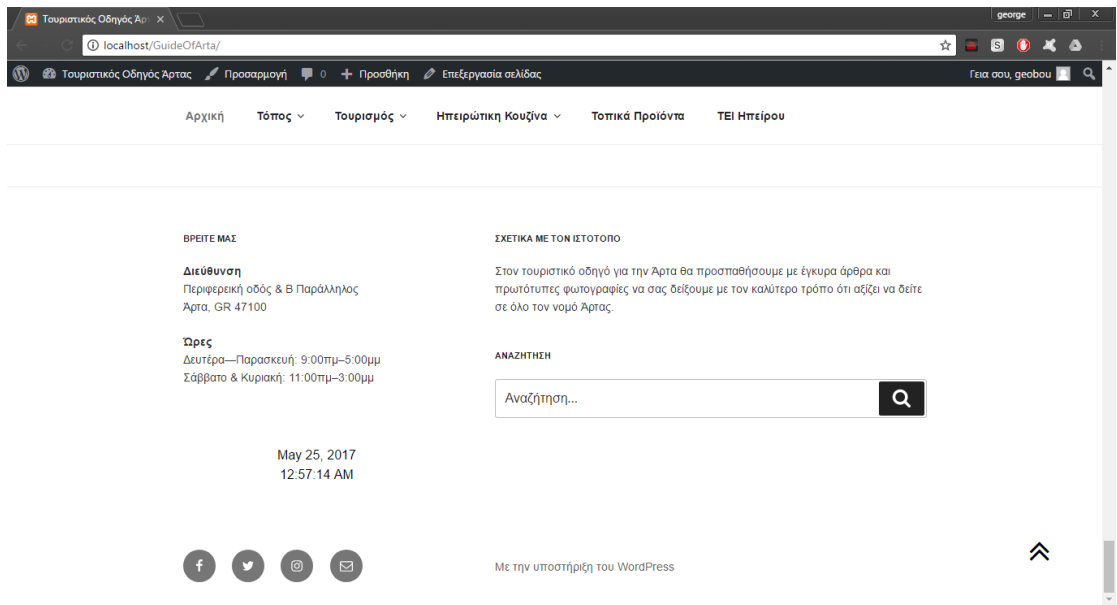 Τουριστικός Οδηγός Άρτ
george
localhost/GuideOfArta/
Τουριστικός Οδηγός Άρτας Προσαρμογή 0 Προσθήκη Επεξεργασία σελίδας Γεια σου, geobou
Αρχική Τόπος Τουρισμός Ηπειρώτικη Κουζίνα Τοπικά Προϊόντα ΤΕΙ Ηπείρου
ΒΡΕΙΤΕ ΜΑΣ
Διεύθυνση
Περιφερεική οδός & Β Παράλληλος
Άρτα, GR 47100
Ώρες
Δευτέρα—Παρασκευή: 9:00πμ–5:00μμ
Σάββατο & Κυριακή: 11:00πμ–3:00μμ
May 25, 2017
12:57:14 AM
ΣΧΕΤΙΚΑ ΜΕ ΤΟΝ ΙΣΤΟΤΟΠΟ
Στον τουριστικό οδηγό για την Άρτα θα προσπαθήσουμε με έγκυρα άρθρα και
πρωτότυπες φωτογραφίες να σας δείξουμε με τον καλύτερο τρόπο ότι αξίζει να δείτε
σε όλο τον νομό Άρτας.
ΑΝΑΖΗΤΗΣΗ
Αναζήτηση...
Με την υποστήριξη του WordPress